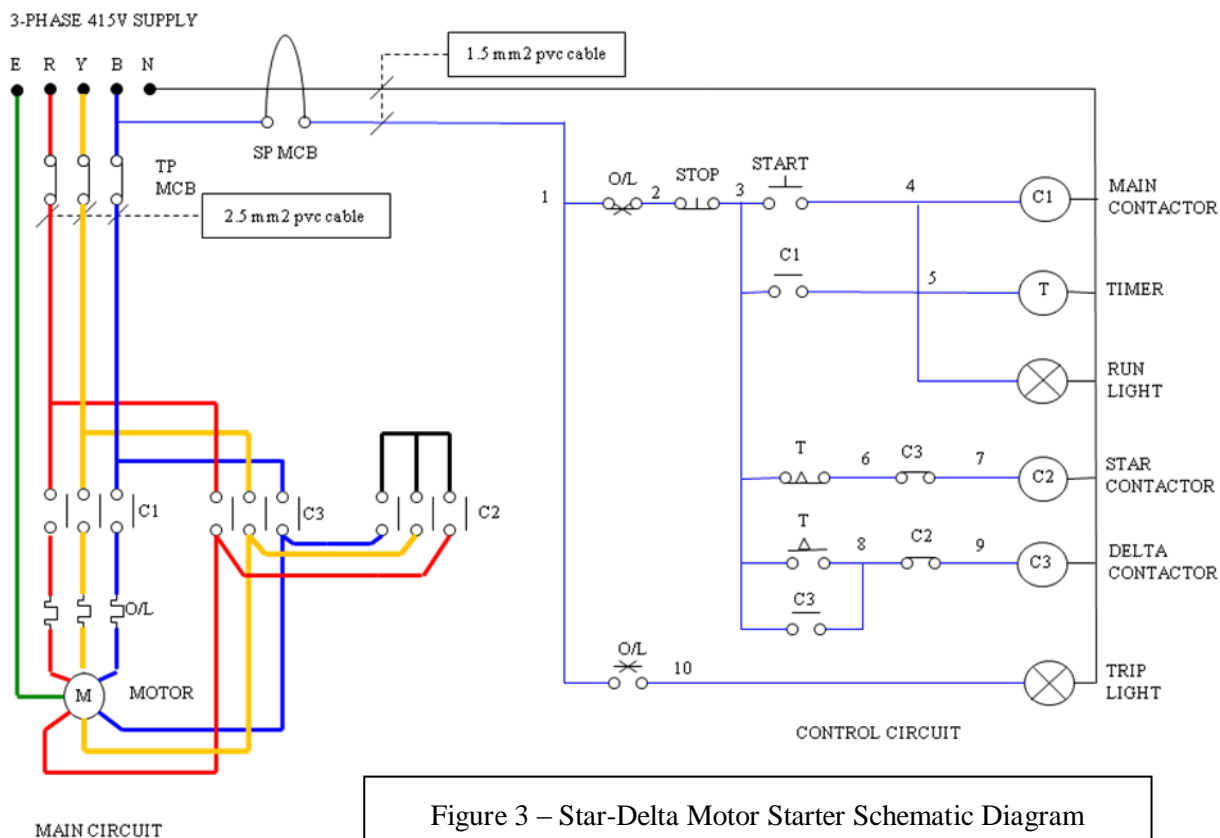 3-PHASE 415V SUPPLY
E R Y B N
1.5 mm2 pvc cable
SP MCB
TP
MCB
2.5 mm2 pvc cable
1
O/L
2
STOP
3
START
4
C1
MAIN
CONTACTOR
C1
5
T
TIMER
RUN
LIGHT
T
6
C3
7
C2
STAR
CONTACTOR
T
8
C2
9
C3
DELTA
CONTACTOR
C3
O/L
10
TRIP
LIGHT
CONTROL CIRCUIT
C1
C3
C2
O/L
M
MOTOR
MAIN CIRCUIT
Figure 3 – Star-Delta Motor Starter Schematic Diagram